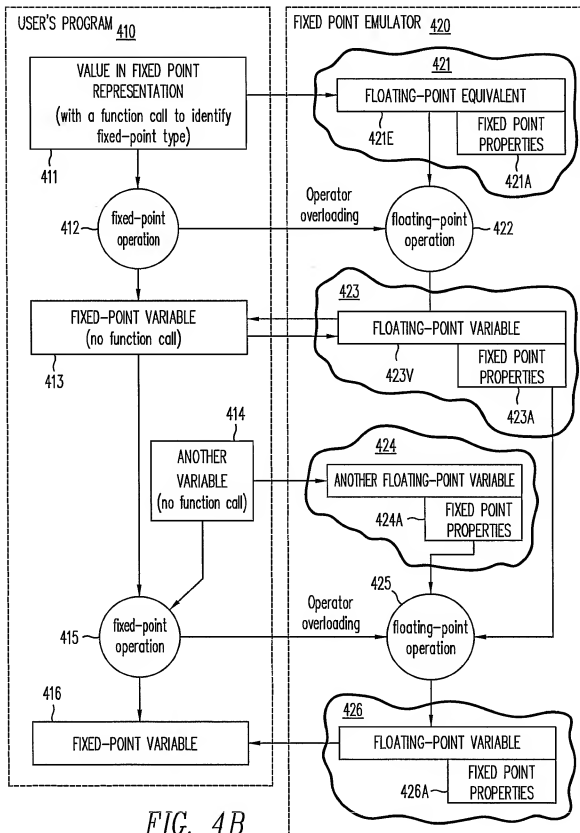 USER'S PROGRAM 410
VALUE IN FIXED POINT
REPRESENTATION
(with a function call to identify
fixed-point type)
411
412
fixed-point
operation
Operator
overloading
FIXED-POINT VARIABLE
(no function call)
413
414
ANOTHER
VARIABLE
(no function call)
415
fixed-point
operation
Operator
overloading
416
FIXED-POINT VARIABLE
FIXED POINT EMULATOR 420
421
FLOATING-POINT EQUIVALENT
421E
FIXED POINT
PROPERTIES
421A
floating-point
operation
422
423
FLOATING-POINT VARIABLE
423V
FIXED POINT
PROPERTIES
423A
424
ANOTHER FLOATING-POINT VARIABLE
424A
FIXED POINT
PROPERTIES
425
floating-point
operation
426
FLOATING-POINT VARIABLE
426A
FIXED POINT
PROPERTIES
FIG. 4B